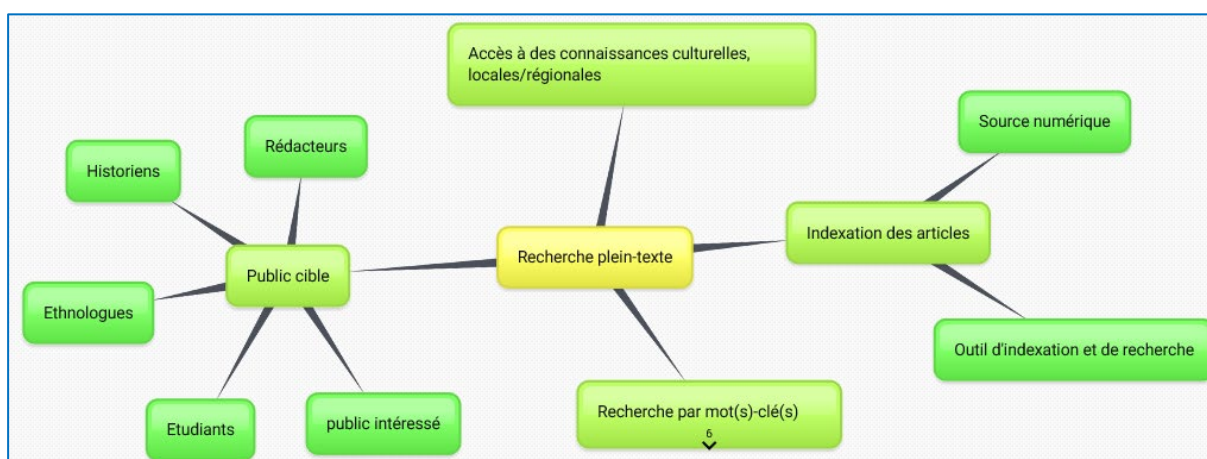 Accès à des connaissances culturelles,
locales/régionales
Source numérique
Rédacteurs
Historiens
Indexation des articles
Recherche plein-texte
Public cible
Ethnologues
Outil d'indexation et de recherche
Recherche par mot(s)-clé(s)
6
Etudiants
public intéressé